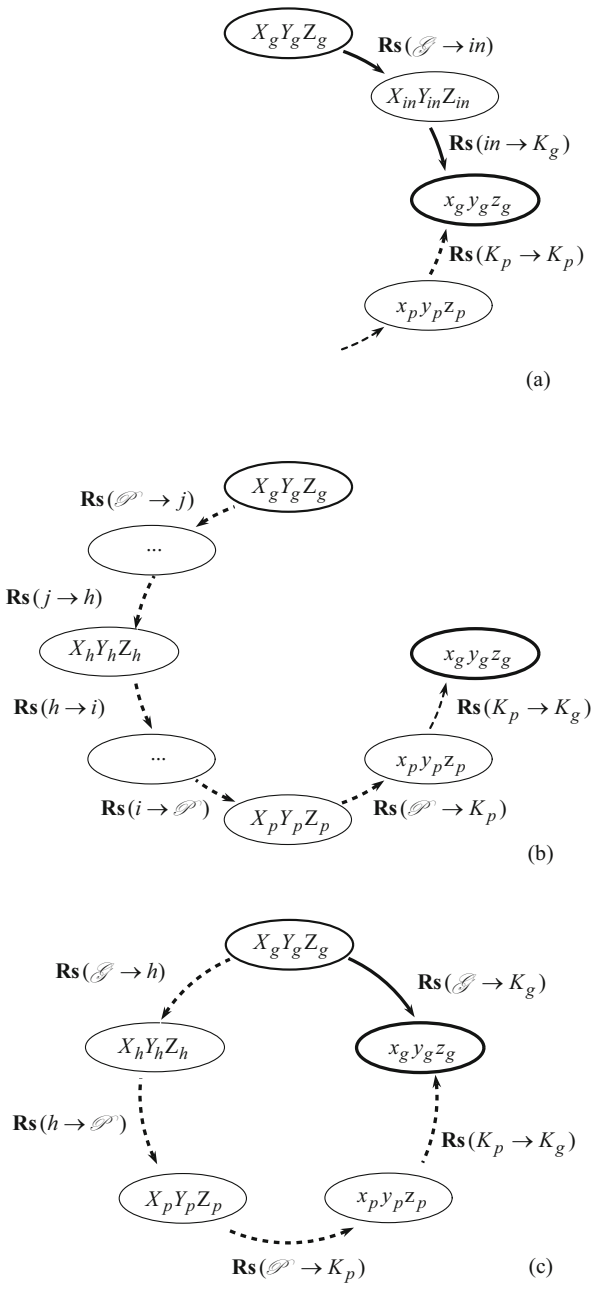 X_g Y_g Z_g
Rs(𝒢 → in)
X_in Y_in Z_in
Rs(in → K_g)
x_g y_g z_g
Rs(K_p → K_p)
x_p y_p z_p
(a)
X_g Y_g Z_g
Rs(𝒫 → j)
...
Rs(j → h)
X_h Y_h Z_h
x_g y_g z_g
Rs(h → i)
Rs(K_p → K_g)
...
x_p y_p z_p
Rs(i → 𝒫)
X_p Y_p Z_p
Rs(𝒫 → K_p)
(b)
X_g Y_g Z_g
Rs(𝒢 → h)
Rs(𝒢 → K_g)
X_h Y_h Z_h
x_g y_g z_g
Rs(h → 𝒫)
Rs(K_p → K_g)
X_p Y_p Z_p
x_p y_p z_p
Rs(𝒫 → K_p)
(c)